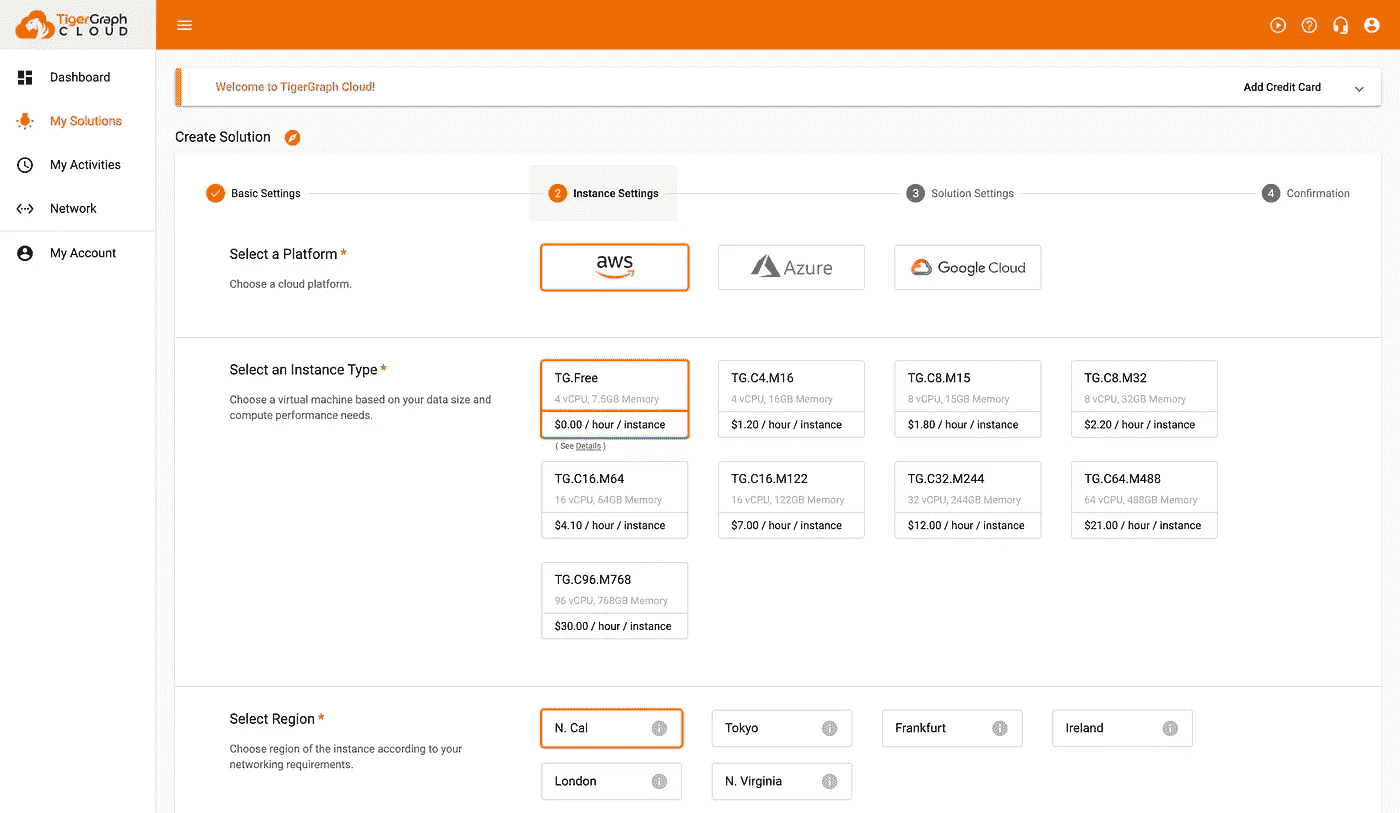 TigerGraph
CLOUD
Dashboard
My Solutions
My Activities
Network
My Account
Welcome to TigerGraph Cloud!
Add Credit Card
Create Solution
Basic Settings
2 Instance Settings
3 Solution Settings
4 Confirmation
Select a Platform *
Choose a cloud platform.
aws
Azure
Google Cloud
Select an Instance Type *
Choose a virtual machine based on your data size and
compute performance needs.
TG.Free
4 vCPU, 7.5GB Memory
$0.00 / hour / instance
( See Details )
TG.C4.M16
4 vCPU, 16GB Memory
$1.20 / hour / instance
TG.C8.M15
8 vCPU, 15GB Memory
$1.80 / hour / instance
TG.C8.M32
8 vCPU, 32GB Memory
$2.20 / hour / instance
TG.C16.M64
16 vCPU, 64GB Memory
$4.10 / hour / instance
TG.C16.M122
16 vCPU, 122GB Memory
$7.00 / hour / instance
TG.C32.M244
32 vCPU, 244GB Memory
$12.00 / hour / instance
TG.C64.M488
64 vCPU, 488GB Memory
$21.00 / hour / instance
TG.C96.M768
96 vCPU, 768GB Memory
$30.00 / hour / instance
Select Region *
Choose region of the instance according to your
networking requirements.
N. Cal
Tokyo
Frankfurt
Ireland
London
N. Virginia